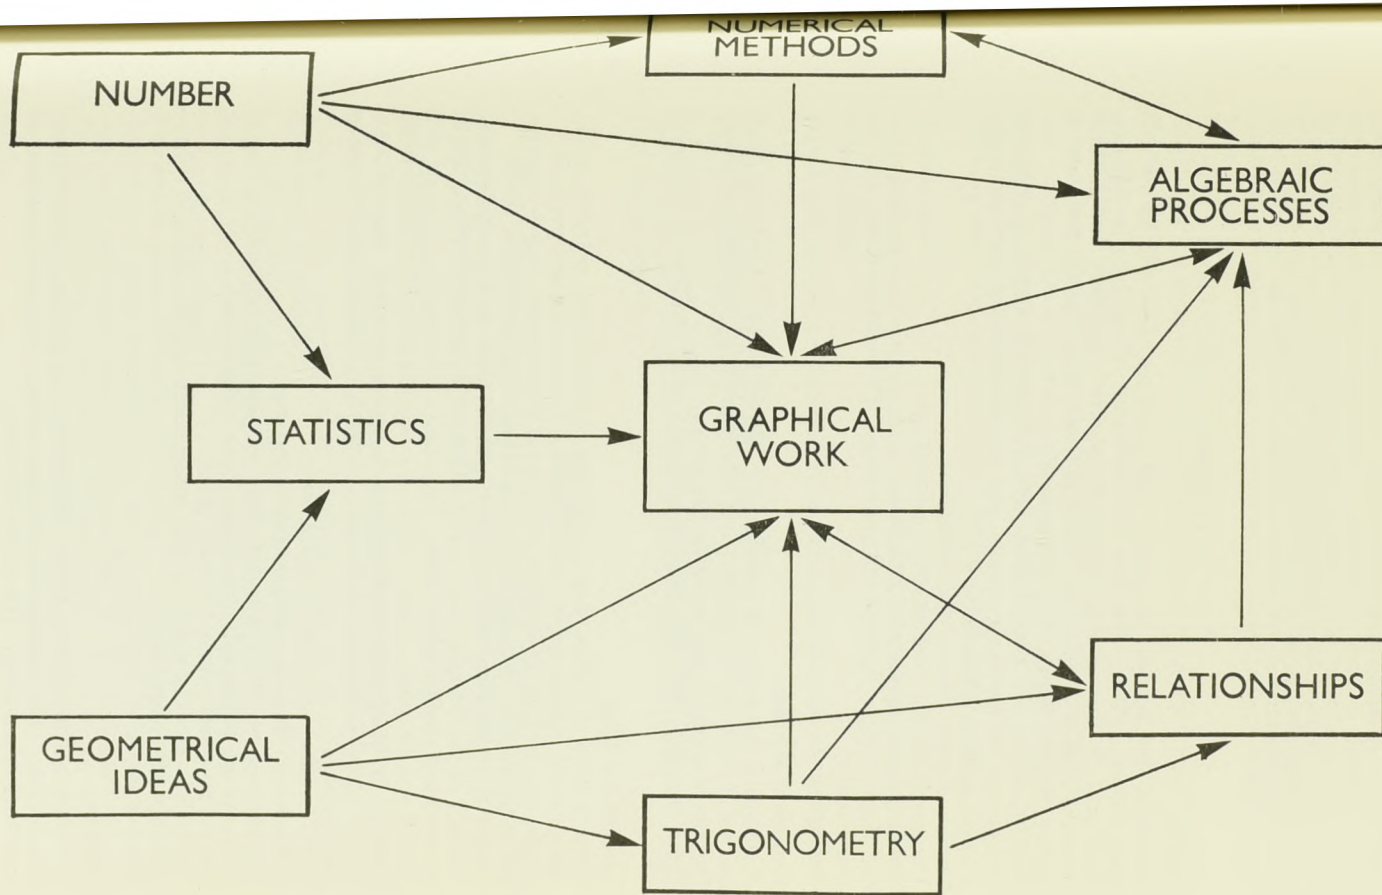 NUMERICAL
METHODS
NUMBER
ALGEBRAIC
PROCESSES
STATISTICS
GRAPHICAL
WORK
RELATIONSHIPS
GEOMETRICAL
IDEAS
TRIGONOMETRY